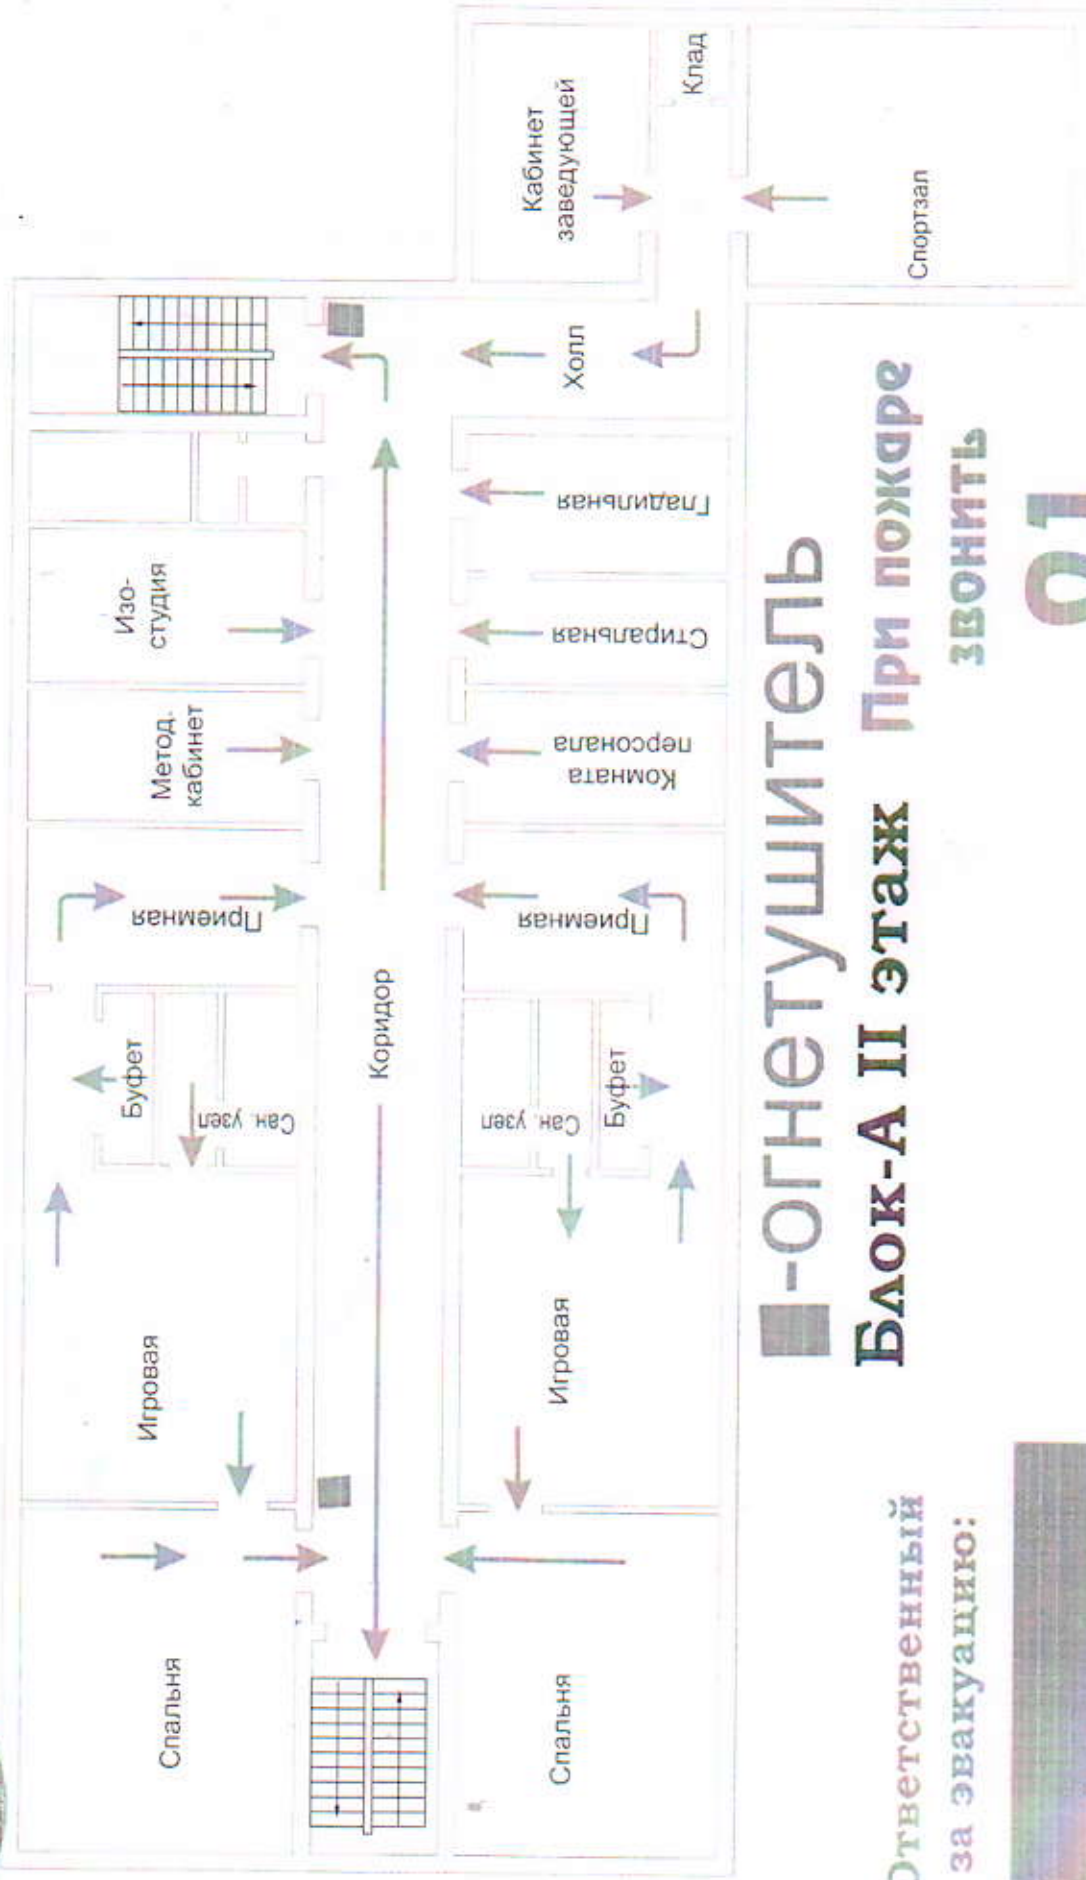 Спальня
Игровая
Буфет
Сан. узел
Приемная
Метод.
кабинет
Изо-
студия
Коридор
Спальня
Игровая
Сан. узел
Буфет
Приемная
Комната
персонала
Стиральная
Гладильная
Холл
Кабинет
заведующей
Клад
Спортзал
-огнетушитель
Блок-А II этаж
При пожаре
звонить
01
Ответственный
за эвакуацию: